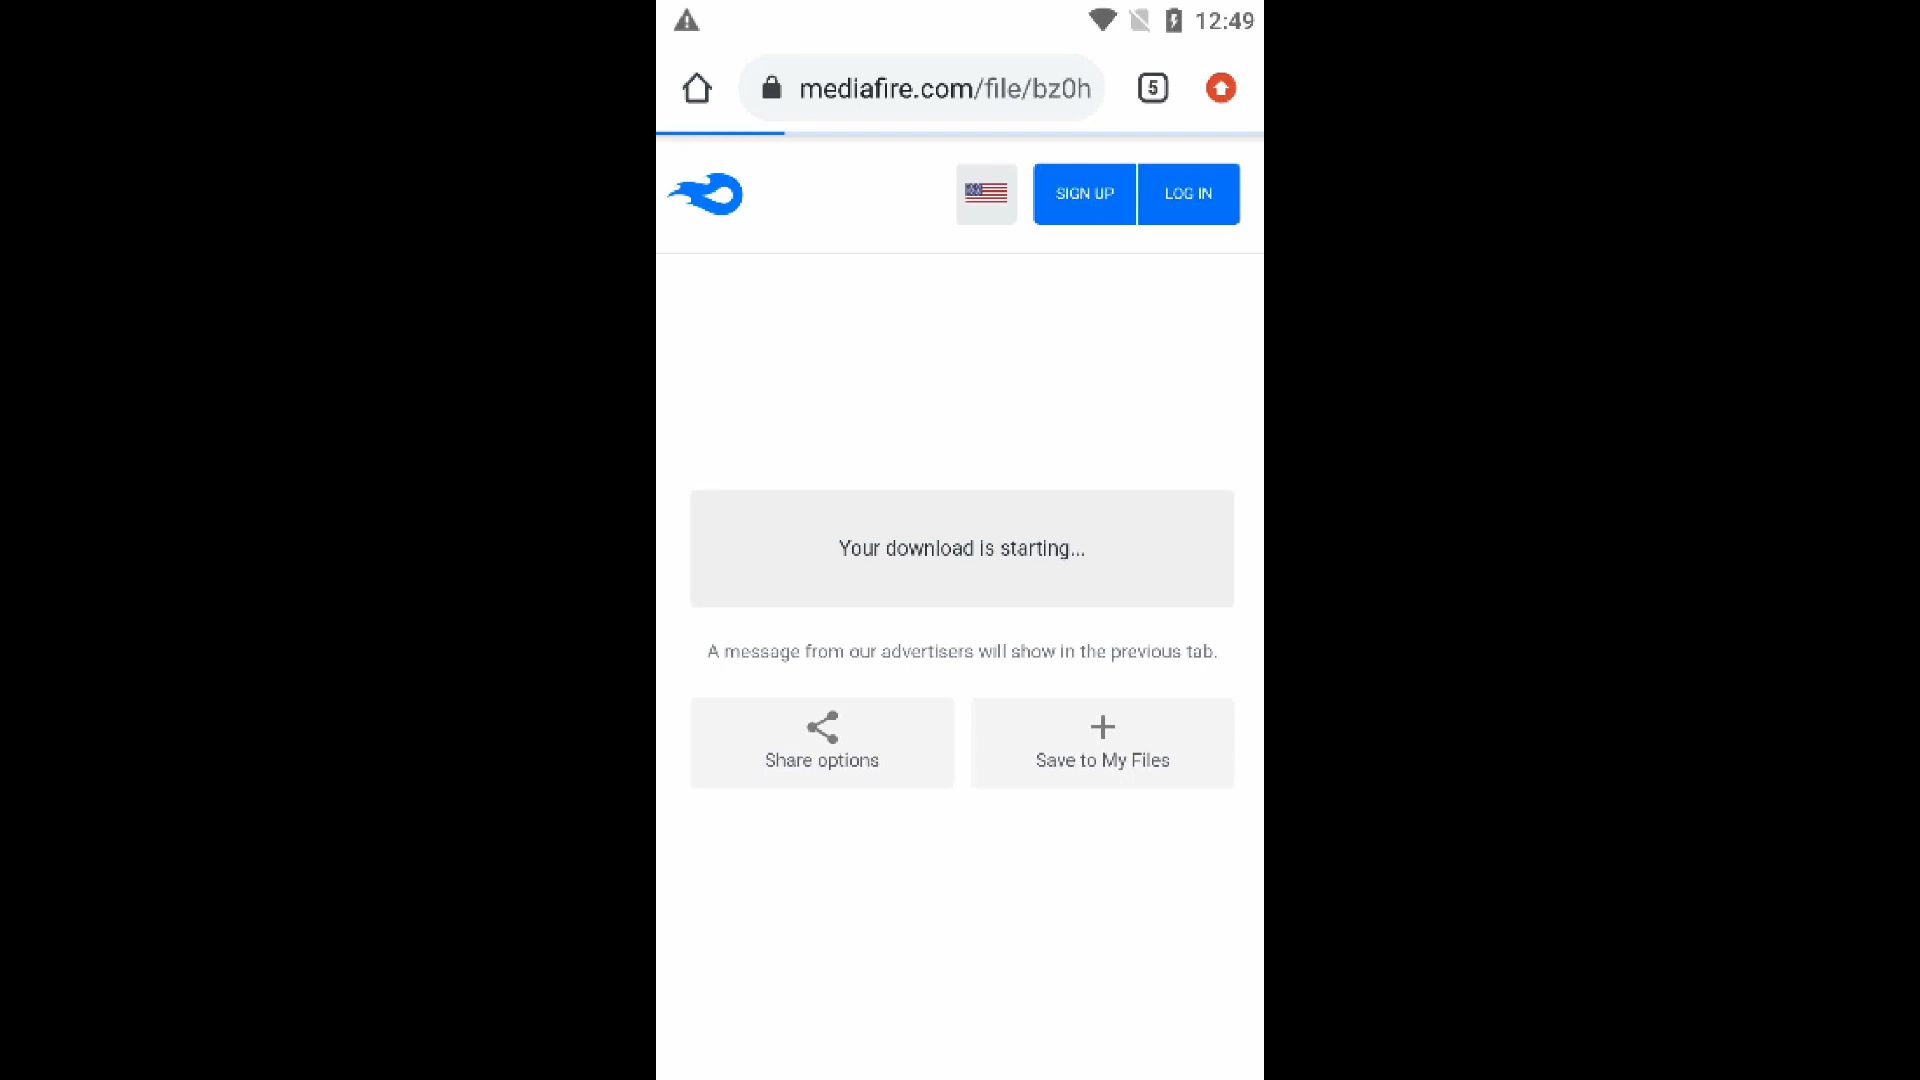 12:49
mediafire.com/file/bz0h
5
SIGN UP
LOG IN
Your download is starting...
A message from our advertisers will show in the previous tab.
Share options
Save to My Files